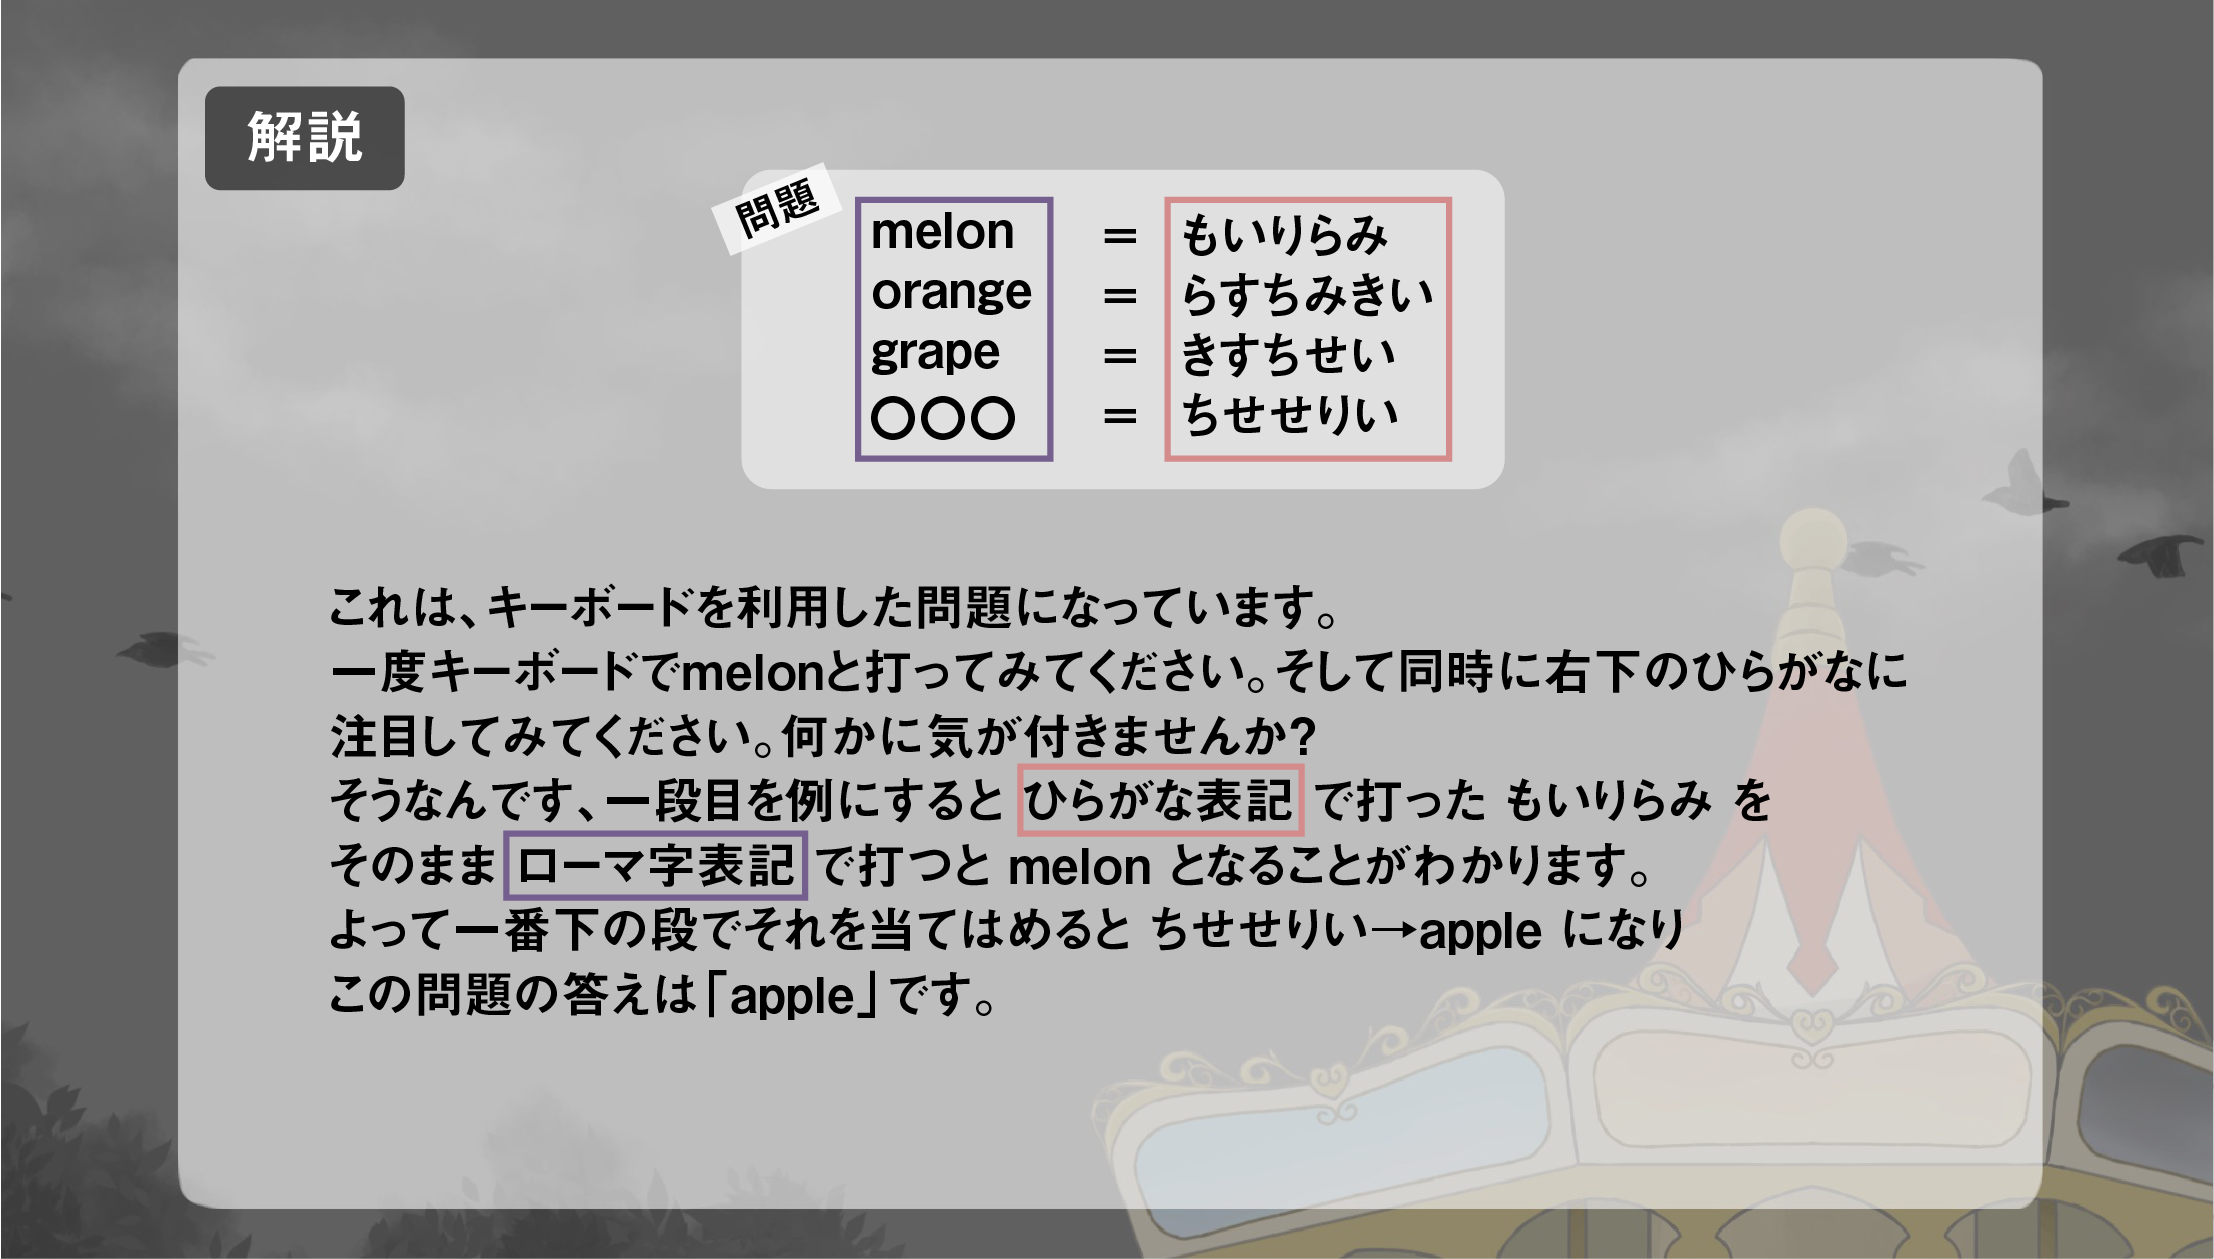 解説
問題
melon = もいりらみ
orange = らすちみきい
grape = きすちせい
〇〇〇 = ちせせりい
これは、キーボードを利用した問題になっています。
一度キーボードでmelonと打ってみてください。そして同時に右下のひらがなに
注目してみてください。何かに気が付きませんか?
そうなんです、一段目を例にすると ひらがな表記 で打った もいりらみ を
そのまま ローマ字表記 で打つと melon となることがわかります。
よって一番下の段でそれを当てはめると ちせせりい→apple になり
この問題の答えは「apple」です。